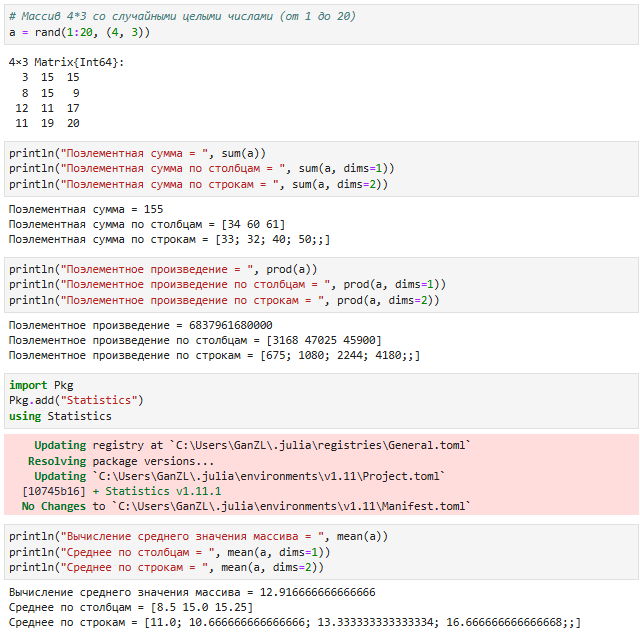 # Массив 4*3 со случайными целыми числами (от 1 до 20)
a = rand(1:20, (4, 3))
4×3 Matrix{Int64}:
3 15 15
8 15 9
12 11 17
11 19 20
println("Поэлементная сумма = ", sum(a))
println("Поэлементная сумма по столбцам = ", sum(a, dims=1))
println("Поэлементная сумма по строкам = ", sum(a, dims=2))
Поэлементная сумма = 155
Поэлементная сумма по столбцам = [34 60 61]
Поэлементная сумма по строкам = [33; 32; 40; 50;;]
println("Поэлементное произведение = ", prod(a))
println("Поэлементное произведение по столбцам = ", prod(a, dims=1))
println("Поэлементное произведение по строкам = ", prod(a, dims=2))
Поэлементное произведение = 6837961680000
Поэлементное произведение по столбцам = [3168 47025 45900]
Поэлементное произведение по строкам = [675; 1080; 2244; 4180;;]
import Pkg
Pkg.add("Statistics")
using Statistics
Updating registry at `C:\Users\GanZL\.julia\registries\General.toml`
Resolving package versions...
Updating `C:\Users\GanZL\.julia\environments\v1.11\Project.toml`
[10745b16] + Statistics v1.11.1
No Changes to `C:\Users\GanZL\.julia\environments\v1.11\Manifest.toml`
println("Вычисление среднего значения массива = ", mean(a))
println("Среднее по столбцам = ", mean(a, dims=1))
println("Среднее по строкам = ", mean(a, dims=2))
Вычисление среднего значения массива = 12.916666666666666
Среднее по столбцам = [8.5 15.0 15.25]
Среднее по строкам = [11.0; 10.666666666666666; 13.333333333333334; 16.666666666666668;;]